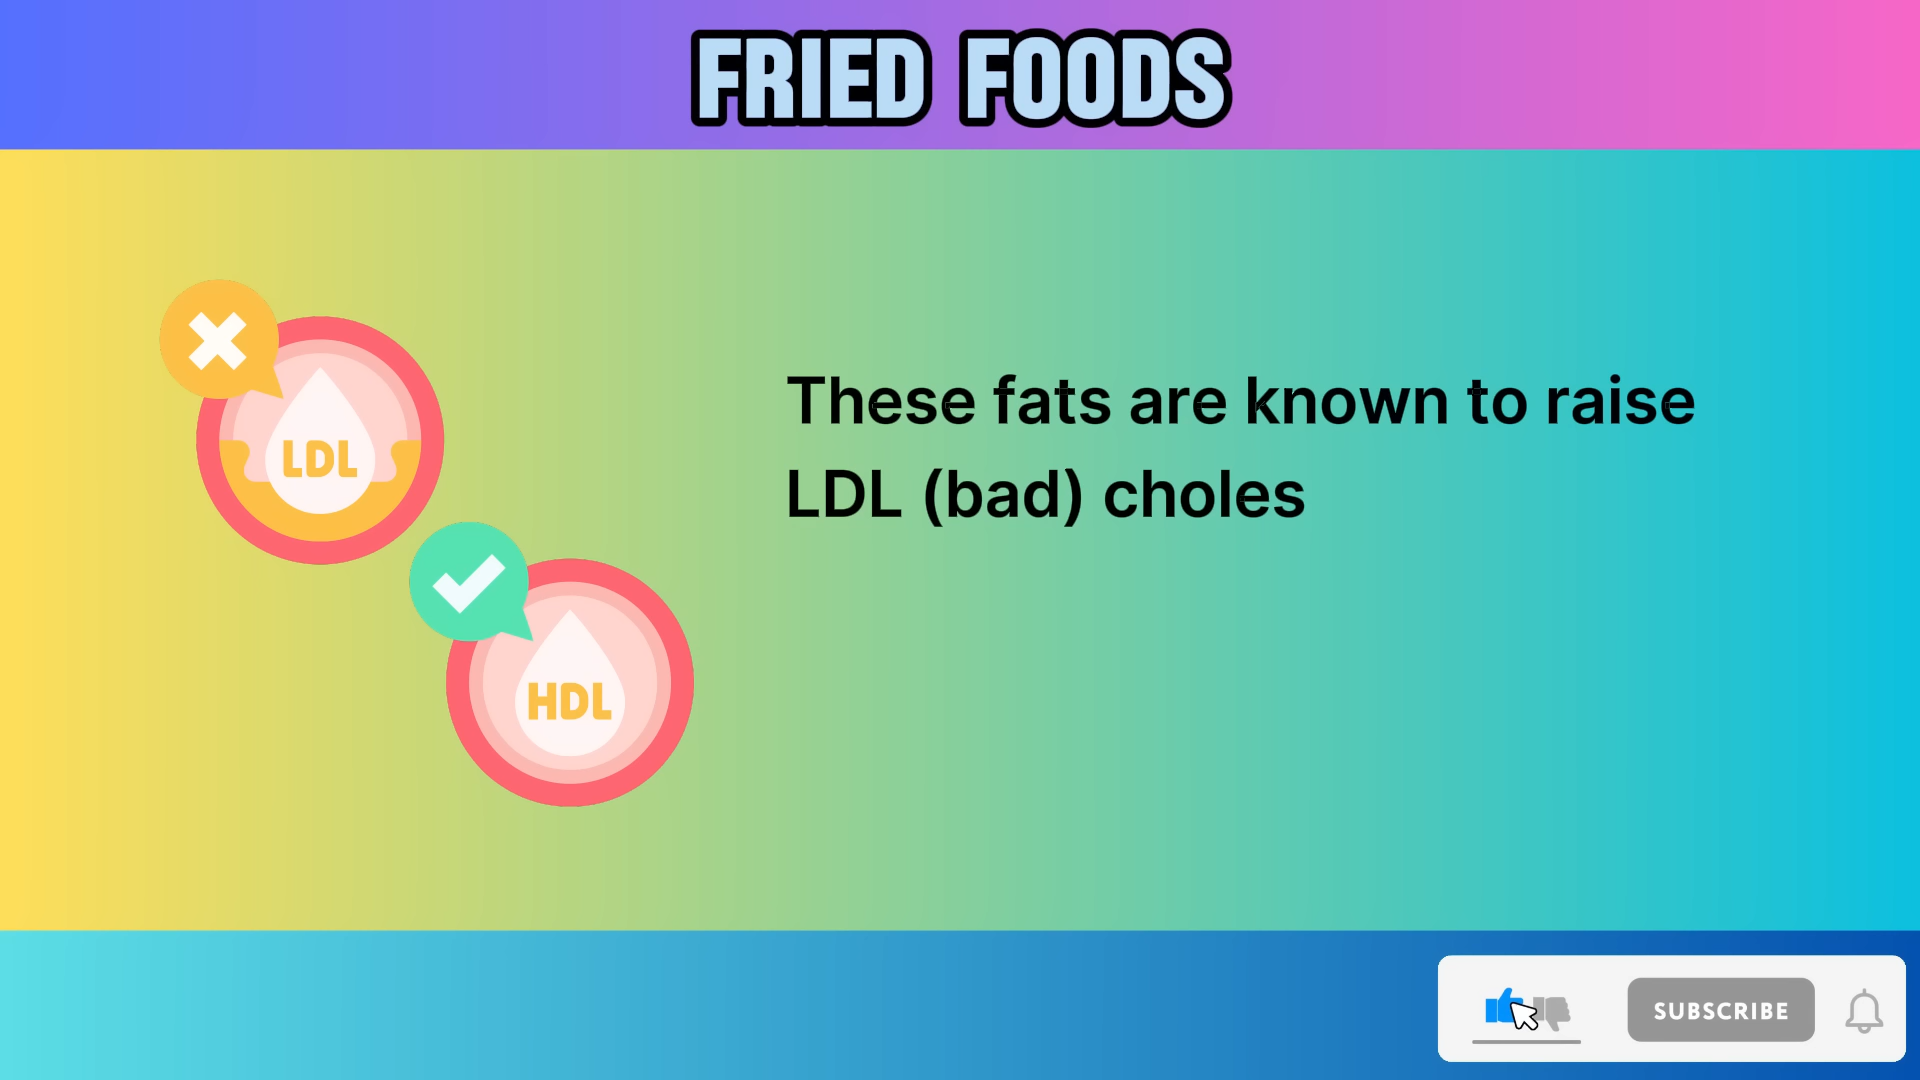 FRIED FOODS
These fats are known to raise
LDL (bad) choles
LDL
HDL
SUBSCRIBE